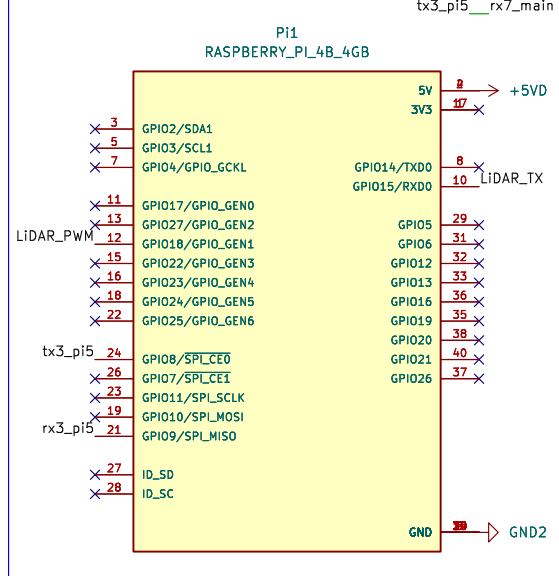 tx3_pi5__rx7_main
Pi1
RASPBERRY_PI_4B_4GB
5V +5VD
3V3 17
3 GPIO2/SDA1
5 GPIO3/SCL1
7 GPIO4/GPIO_GCKL
GPIO14/TXD0 8
GPIO15/RXD0 10 LiDAR_TX
11 GPIO17/GPIO_GEN0
13 GPIO27/GPIO_GEN2
GPIO5 29
LiDAR_PWM 12 GPIO18/GPIO_GEN1
GPIO6 31
15 GPIO22/GPIO_GEN3
GPIO12 32
16 GPIO23/GPIO_GEN4
GPIO13 33
18 GPIO24/GPIO_GEN5
GPIO16 36
22 GPIO25/GPIO_GEN6
GPIO19 35
GPIO20 38
tx3_pi5 24 GPIO8/SPI_CE0
GPIO21 40
26 GPIO7/SPI_CE1
GPIO26 37
23 GPIO11/SPI_SCLK
19 GPIO10/SPI_MOSI
rx3_pi5 21 GPIO9/SPI_MISO
27 ID_SD
28 ID_SC
GND GND2